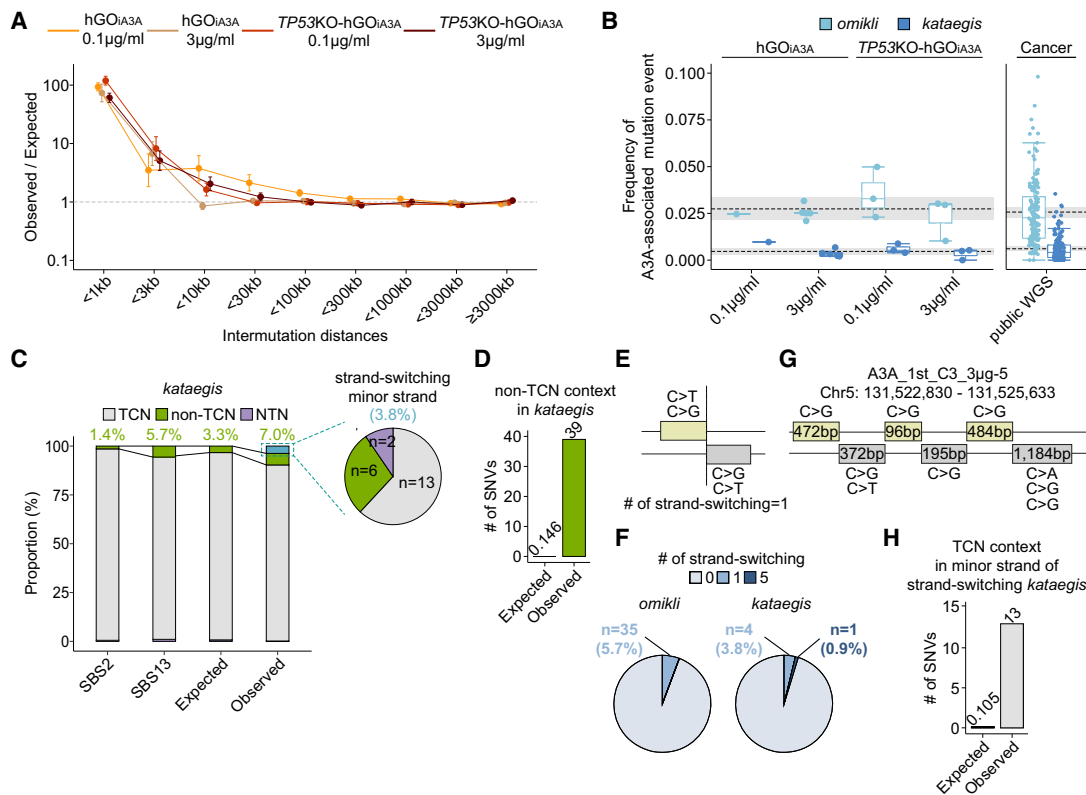 A
hGOiA3A
0.1µg/ml
hGOiA3A
3µg/ml
TP53KO-hGOiA3A
0.1µg/ml
TP53KO-hGOiA3A
3µg/ml
Observed / Expected
100
10
1
0.1
<1kb
<3kb
<10kb
<30kb
<100kb
<300kb
<1000kb
<3000kb
≥3000kb
Intermutation distances
B
omikli
kataegis
hGOiA3A
TP53KO-hGOiA3A
Cancer
Frequency of
A3A-associated mutation event
0.100
0.075
0.050
0.025
0.000
0.1µg/ml
3µg/ml
0.1µg/ml
3µg/ml
public WGS
C
kataegis
TCN
non-TCN
NTN
1.4%
5.7%
3.3%
7.0%
Proportion (%)
100
80
60
40
20
0
SBS2
SBS13
Expected
Observed
strand-switching
minor strand
(3.8%)
n=2
n=6
n=13
D
non-TCN context
in kataegis
# of SNVs
40
30
20
10
0
0.146
39
Expected
Observed
E
C>T
C>G
C>G
C>T
# of strand-switching=1
F
# of strand-switching
0
1
5
omikli
kataegis
n=35
(5.7%)
n=4
(3.8%)
n=1
(0.9%)
G
A3A_1st_C3_3µg-5
Chr5: 131,522,830 - 131,525,633
C>G
C>G
C>G
472bp
96bp
484bp
372bp
195bp
1,184bp
C>G
C>T
C>G
C>A
C>G
C>G
H
TCN context
in minor strand of
strand-switching kataegis
# of SNVs
15
10
5
0
0.105
13
Expected
Observed